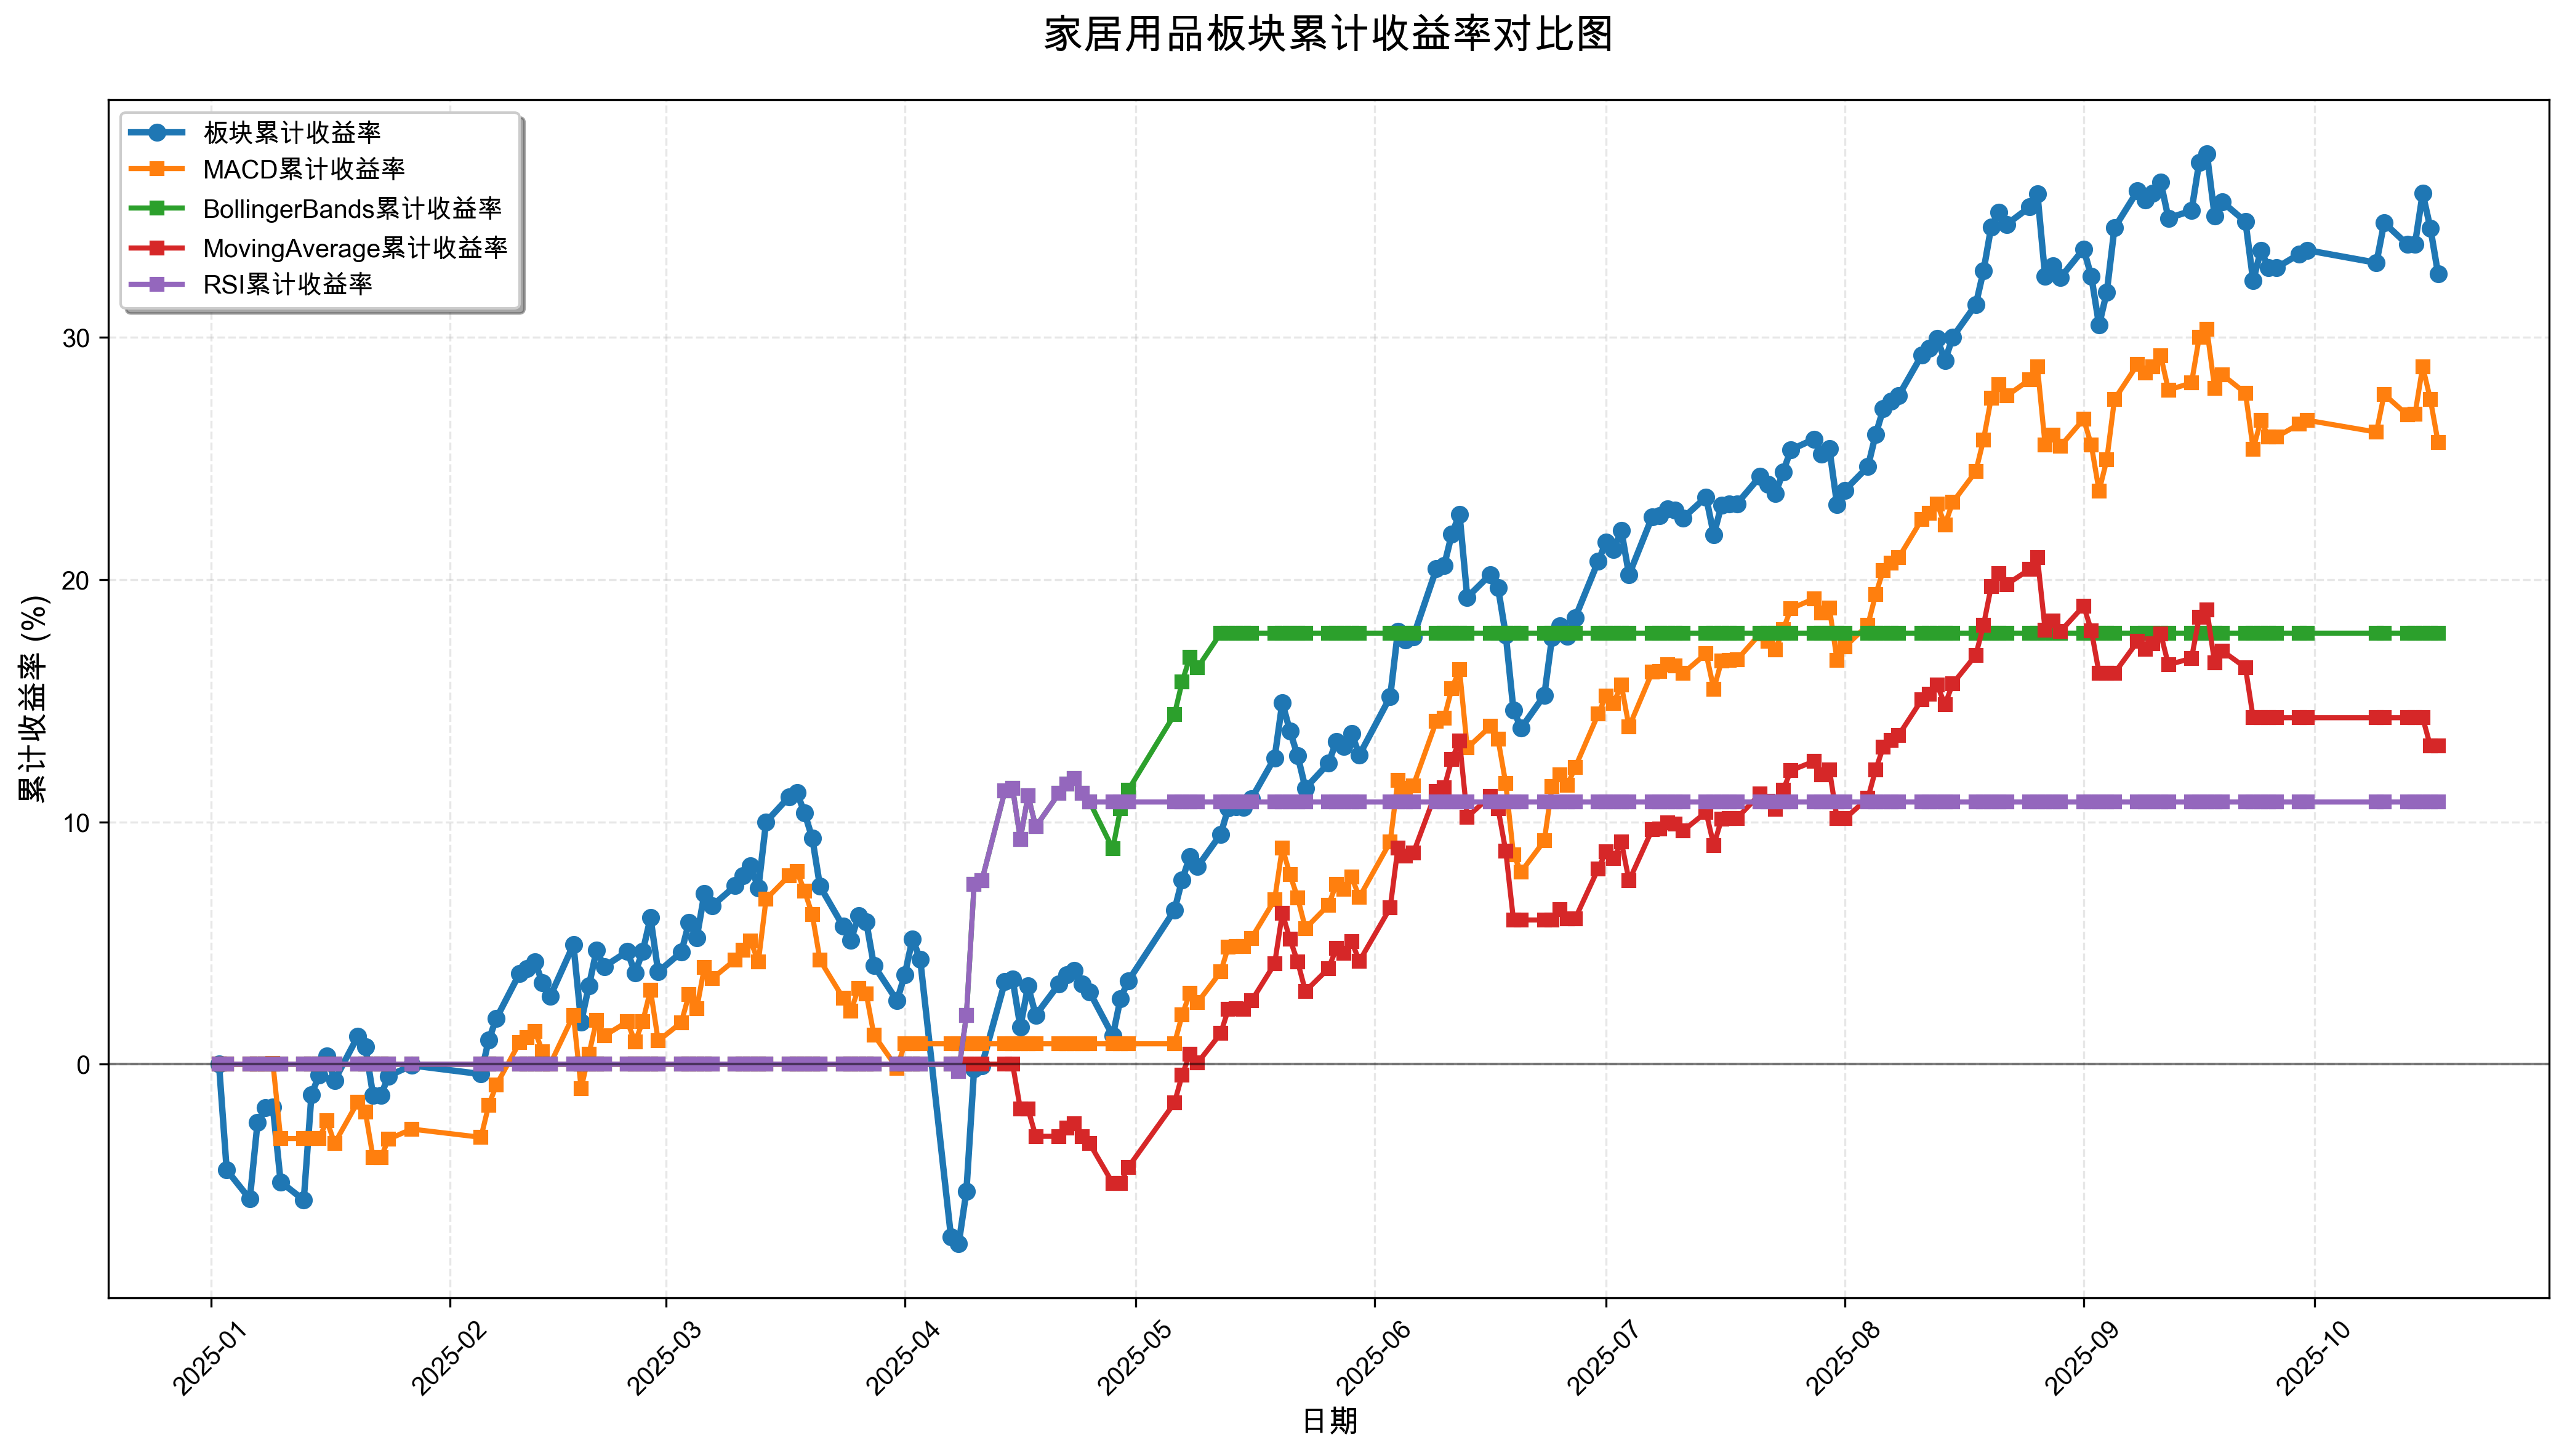 家居用品板块累计收益率对比图
板块累计收益率
MACD累计收益率
BollingerBands累计收益率
MovingAverage累计收益率
RSI累计收益率
累计收益率 (%)
30
20
10
0
2025-01
2025-02
2025-03
2025-04
2025-05
2025-06
2025-07
2025-08
2025-09
2025-10
日期